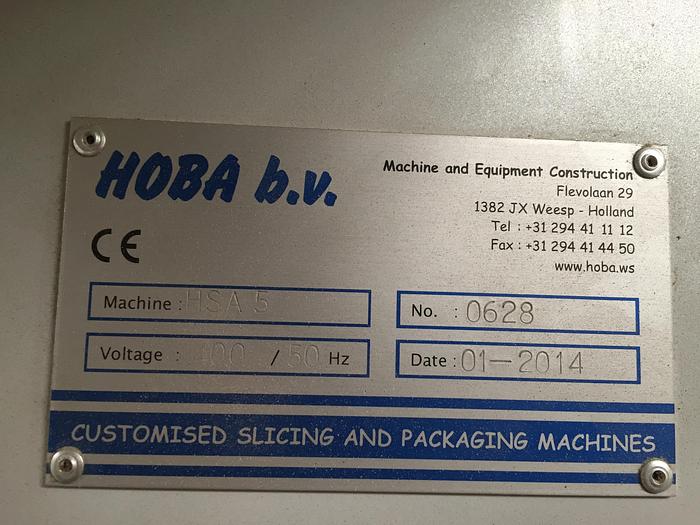 HOBA b.v.
Machine and Equipment Construction
Flevolaan 29
1382 JX Weesp - Holland
Tel : +31 294 41 11 12
Fax : +31 294 41 44 50
www.hoba.ws
CE
Machine : HSA 5
No. : 0628
Voltage : 400 / 50 Hz
Date : 01-2014
CUSTOMISED SLICING AND PACKAGING MACHINES